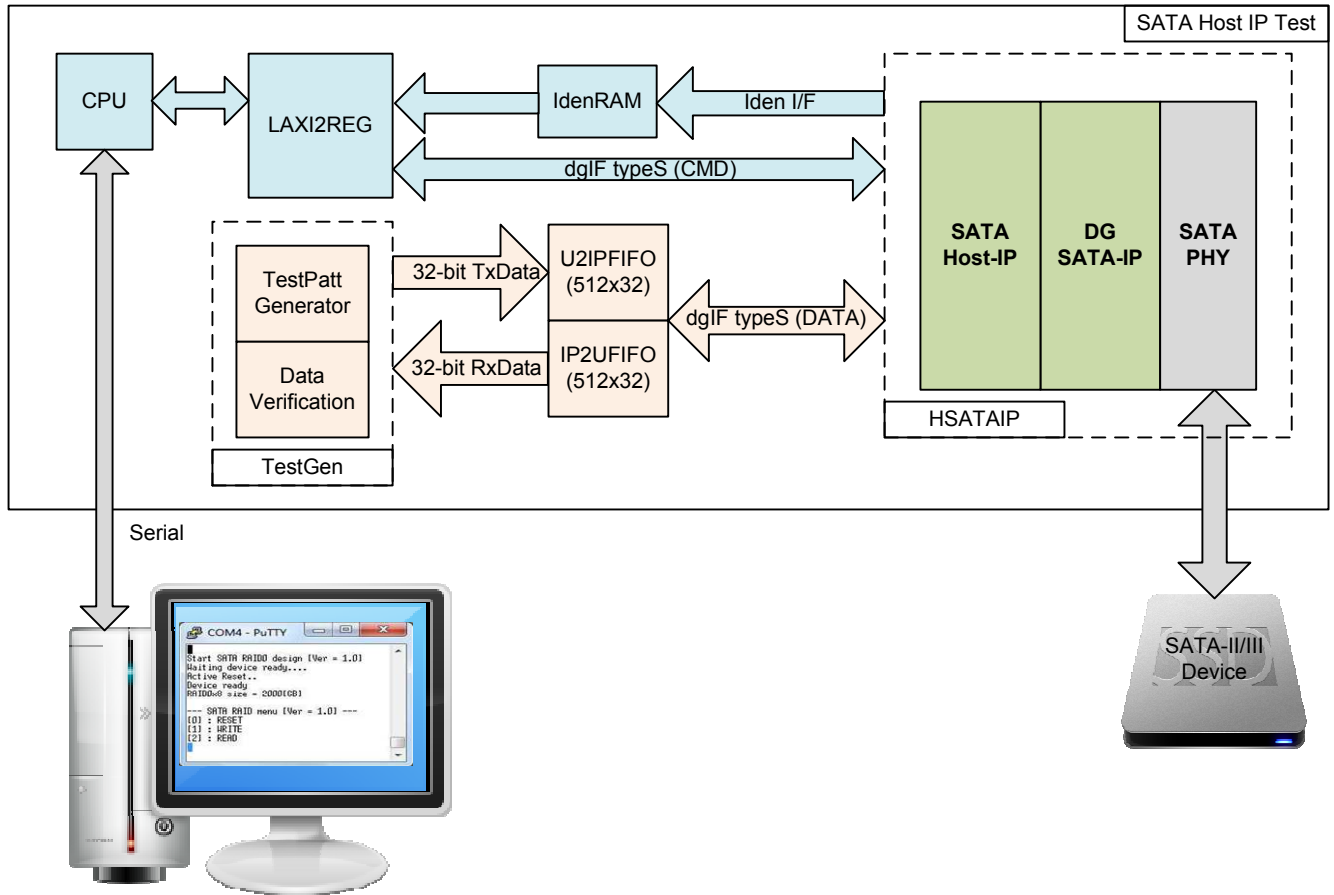 SATA Host IP Test
CPU
LAXI2REG
IdenRAM
Iden I/F
dgIF typeS (CMD)
SATA
Host-IP
DG
SATA-IP
SATA
PHY
TestPatt
Generator
Data
Verification
TestGen
32-bit TxData
32-bit RxData
U2IPFIFO
(512x32)
IP2UFIFO
(512x32)
dgIF typeS (DATA)
HSATAIP
Serial
COM4 - PuTTY
Start SATA RAID0 design [Ver = 1.0]
Waiting device ready....
Active Reset..
Device ready
RAID0x8 size = 2000[GB]
--- SATA RAID menu [Ver = 1.0] ---
[0] : RESET
[1] : WRITE
[2] : READ
SSD
SATA-II/III
Device